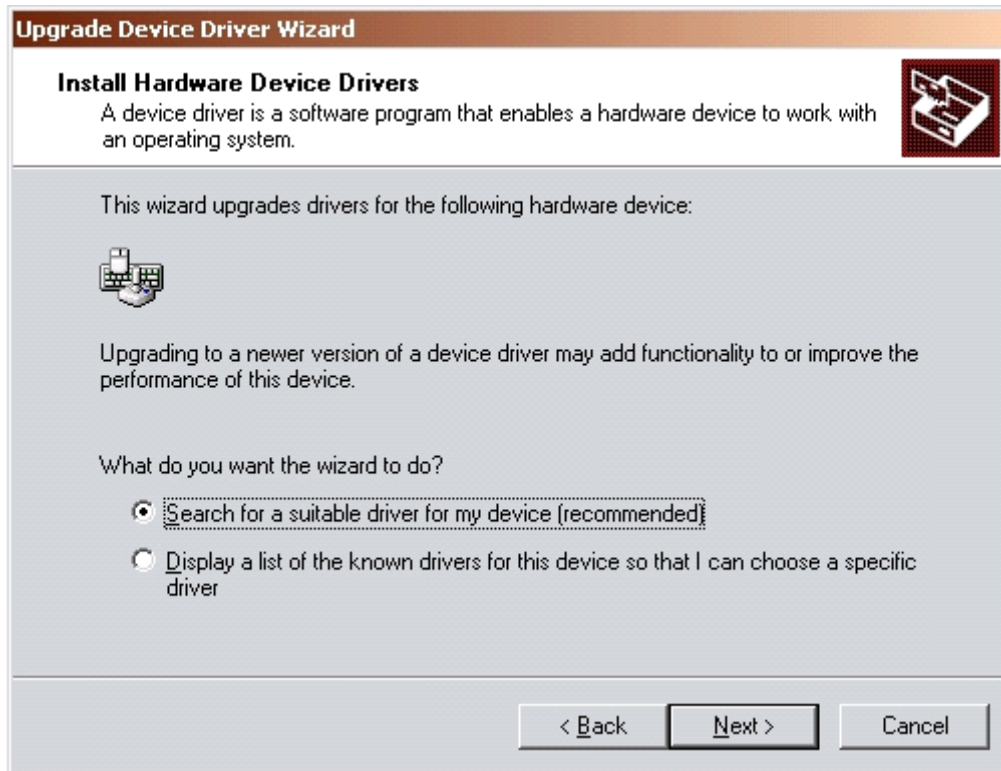 Upgrade Device Driver Wizard
Install Hardware Device Drivers
A device driver is a software program that enables a hardware device to work with
an operating system.
This wizard upgrades drivers for the following hardware device:
Upgrading to a newer version of a device driver may add functionality to or improve the
performance of this device.
What do you want the wizard to do?
Search for a suitable driver for my device (recommended)
Display a list of the known drivers for this device so that I can choose a specific
driver
< Back Next > Cancel